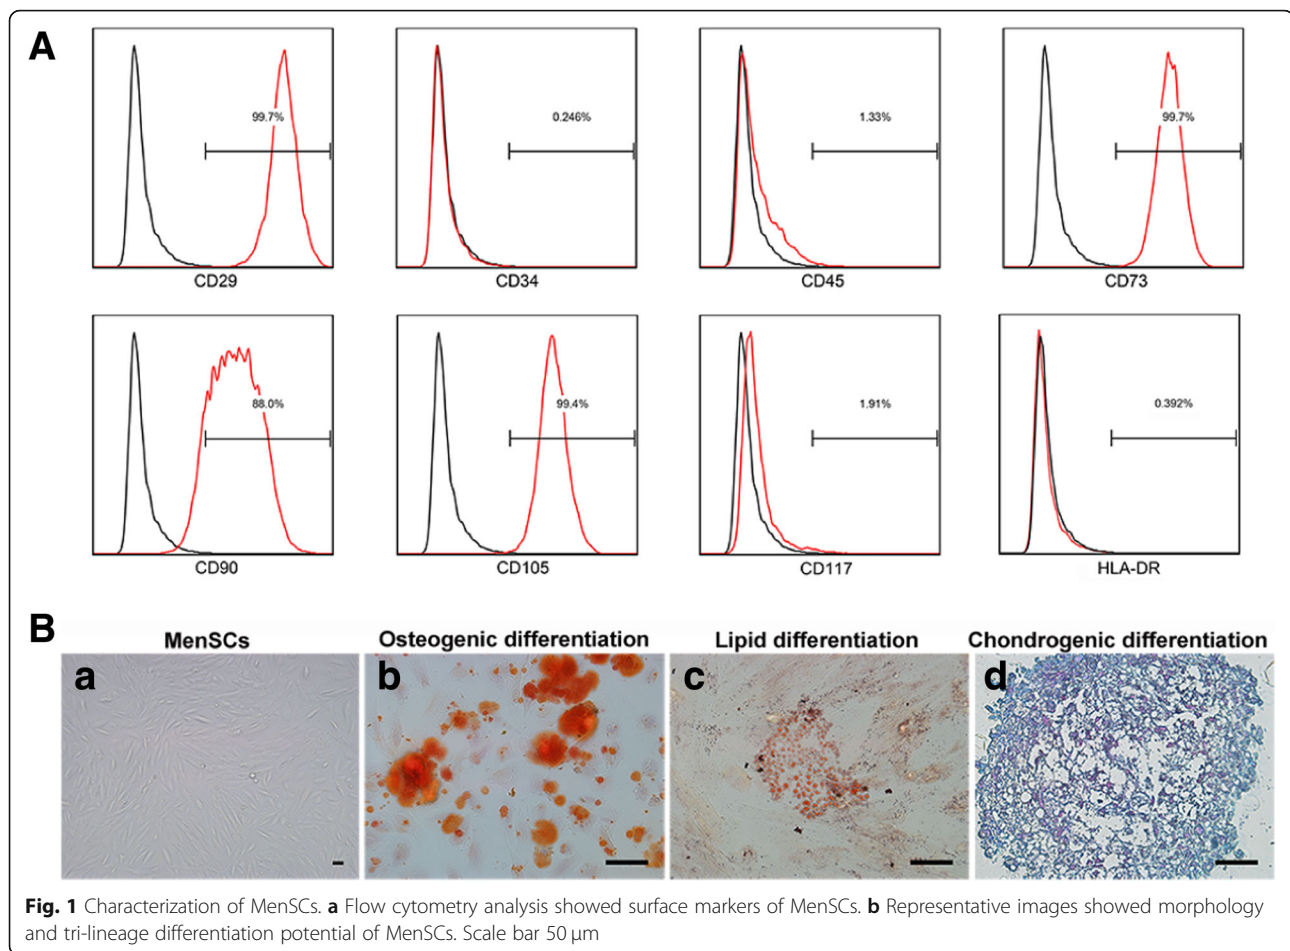 A
99.7%
0.246%
1.33%
99.7%
CD29
CD34
CD45
CD73
88.0%
99.4%
1.91%
0.392%
CD90
CD105
CD117
HLA-DR
B
MenSCs
Osteogenic differentiation
Lipid differentiation
Chondrogenic differentiation
a
b
c
d
Fig. 1 Characterization of MenSCs. a Flow cytometry analysis showed surface markers of MenSCs. b Representative images showed morphology
and tri-lineage differentiation potential of MenSCs. Scale bar 50 μm